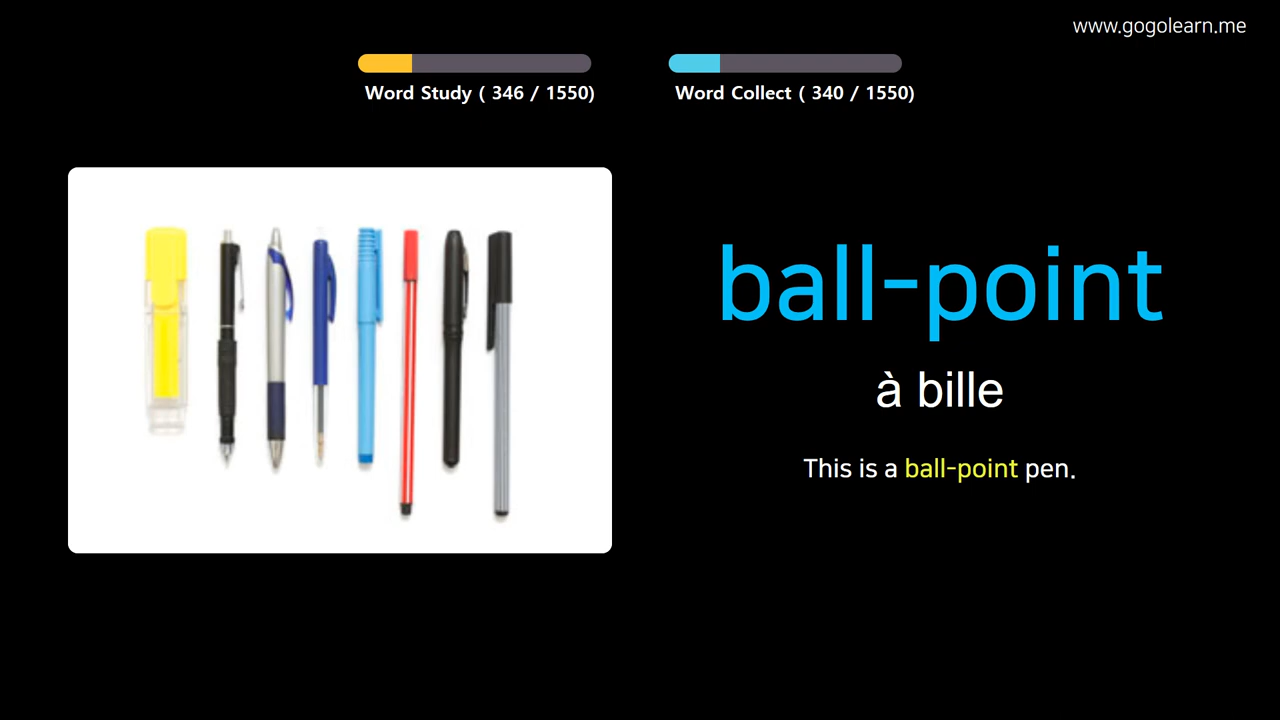 www.gogolearn.me
Word Study ( 346 / 1550)
Word Collect ( 340 / 1550)
ball-point
à bille
This is a ball-point pen.